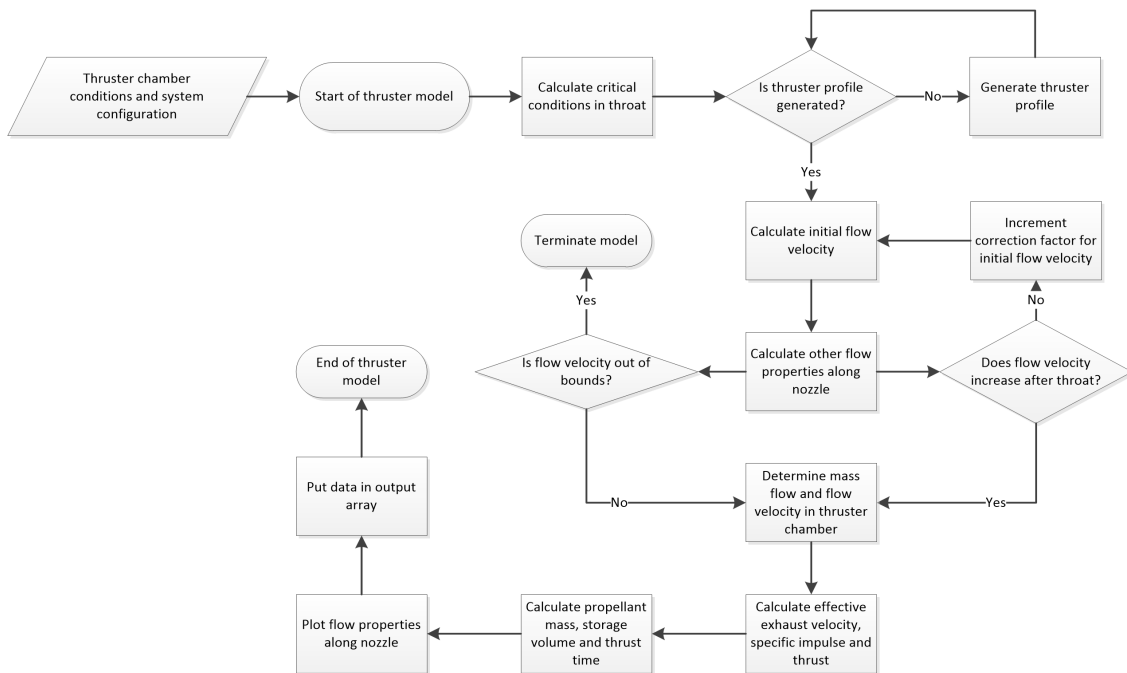 Thruster chamber
conditions and system
configuration
Start of thruster model
Calculate critical
conditions in throat
Is thruster profile
generated?
No
Generate thruster
profile
Yes
Calculate initial flow
velocity
Increment
correction factor for
initial flow velocity
Terminate model
Yes
No
Is flow velocity out of
bounds?
Calculate other flow
properties along
nozzle
Does flow velocity
increase after throat?
End of thruster
model
Put data in output
array
No
Determine mass
flow and flow
velocity in thruster
chamber
Yes
Plot flow properties
along nozzle
Calculate propellant
mass, storage
volume and thrust
time
Calculate effective
exhaust velocity,
specific impulse and
thrust